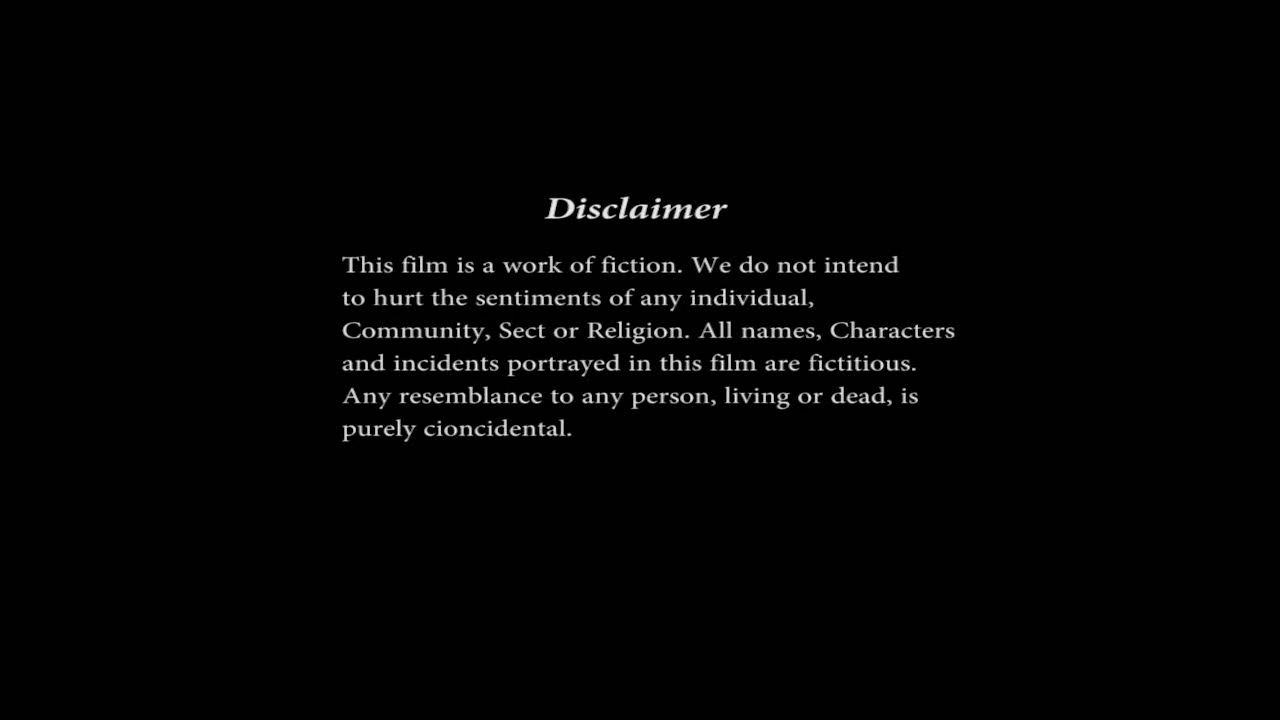 Disclaimer
This film is a work of fiction. We do not intend
to hurt the sentiments of any individual,
Community, Sect or Religion. All names, Characters
and incidents portrayed in this film are fictitious.
Any resemblance to any person, living or dead, is
purely cioncidental.